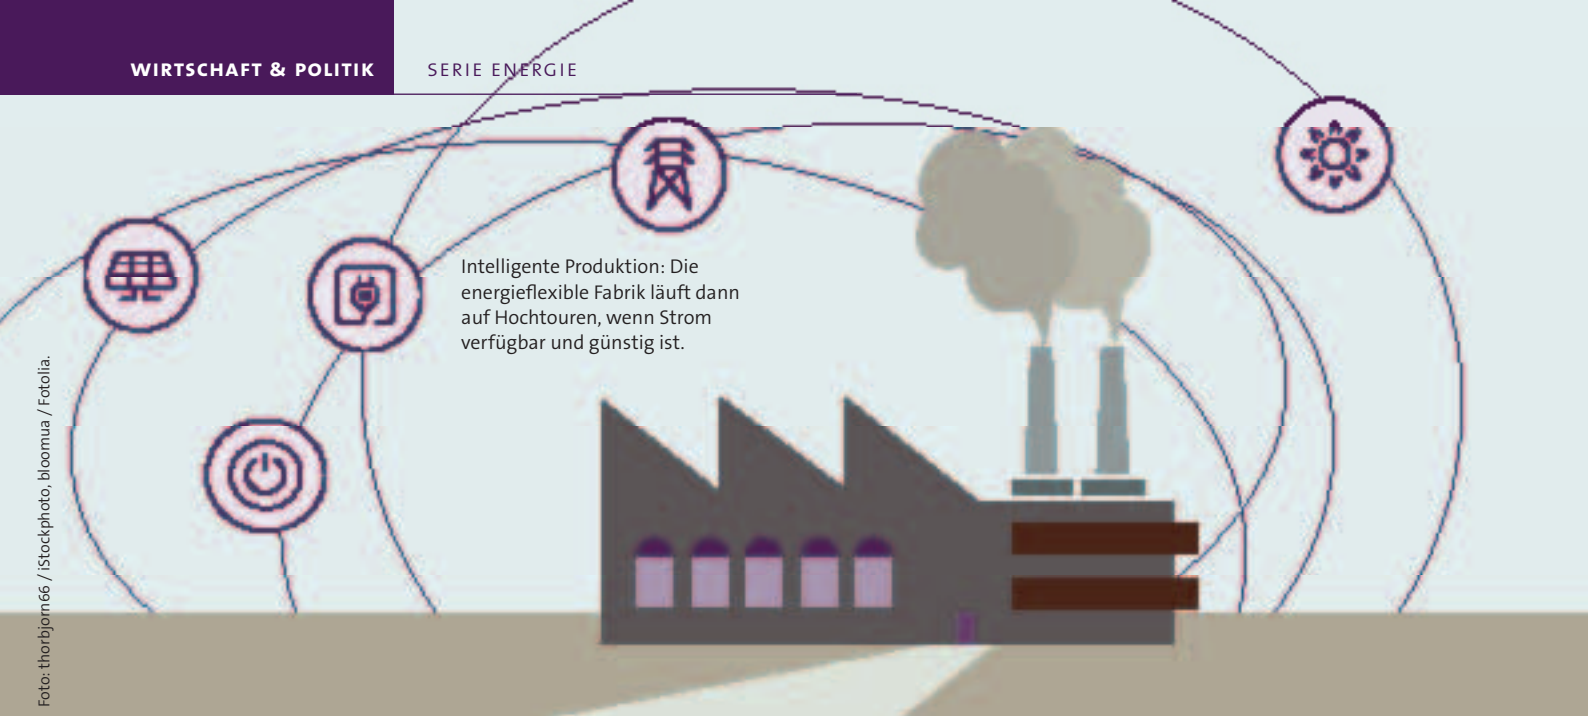 WIRTSCHAFT & POLITIK
SERIE ENERGIE
Intelligente Produktion: Die
energieflexible Fabrik läuft dann
auf Hochtouren, wenn Strom
verfügbar und günstig ist.
Foto: thorbjorn66 / iStockphoto, bloomua / Fotolia.